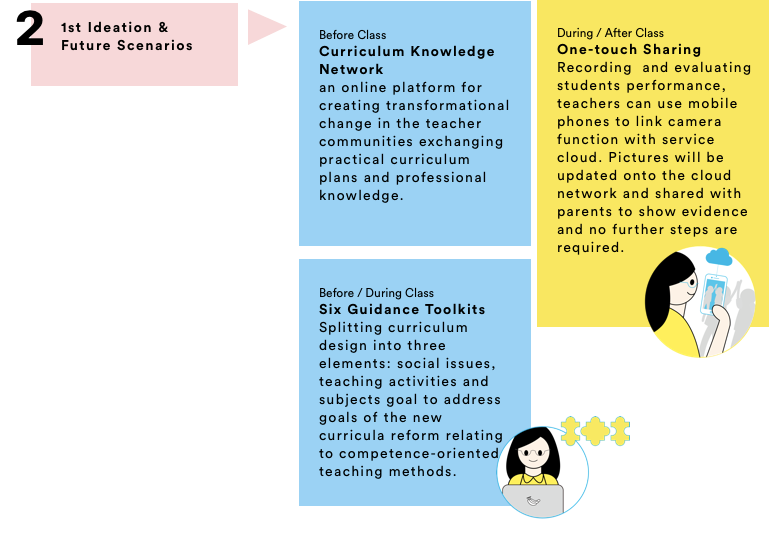 2
1st Ideation &
Future Scenarios
Before Class
Curriculum Knowledge
Network
an online platform for
creating transformational
change in the teacher
communities exchanging
practical curriculum
plans and professional
knowledge.
Before / During Class
Six Guidance Toolkits
Splitting curriculum
design into three
elements: social issues,
teaching activities and
subjects goal to address
goals of the new
curricula reform relating
to competence-oriented
teaching methods.
During / After Class
One-touch Sharing
Recording  and evaluating
students performance,
teachers can use mobile
phones to link camera
function with service
cloud. Pictures will be
updated onto the cloud
network and shared with
parents to show evidence
and no further steps are
required.